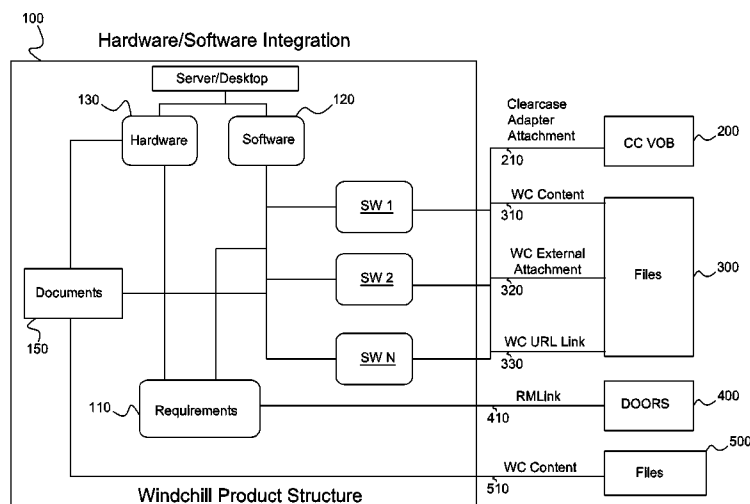 100
Hardware/Software Integration
Server/Desktop
130
120
Hardware
Software
Clearcase
Adapter
Attachment
210
CC VOB
200
SW 1
WC Content
310
Documents
150
SW 2
WC External
Attachment
320
Files
300
SW N
WC URL Link
330
110
Requirements
RMLink
410
DOORS
400
WC Content
510
Files
500
Windchill Product Structure